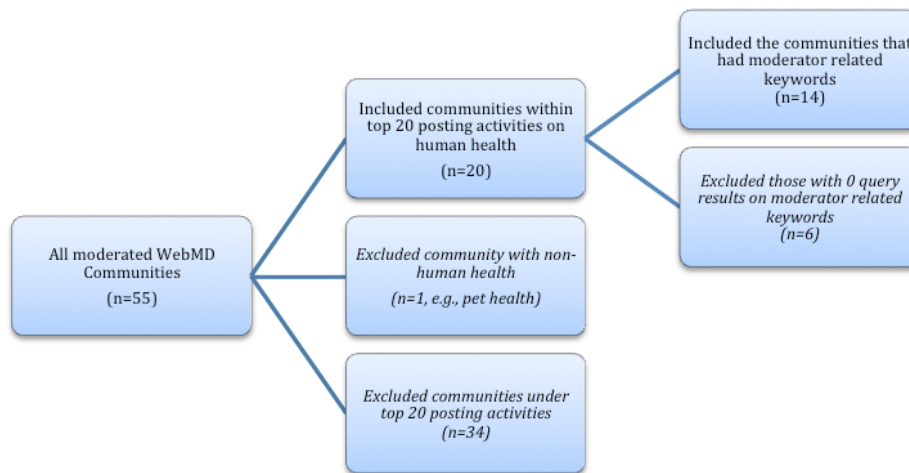 All moderated WebMD
Communities
(n=55)
Included communities within
top 20 posting activities on
human health
(n=20)
Excluded community with non-
human health
(n=1, e.g., pet health)
Excluded communities under
top 20 posting activities
(n=34)
Included the communities that
had moderator related
keywords
(n=14)
Excluded those with 0 query
results on moderator related
keywords
(n=6)